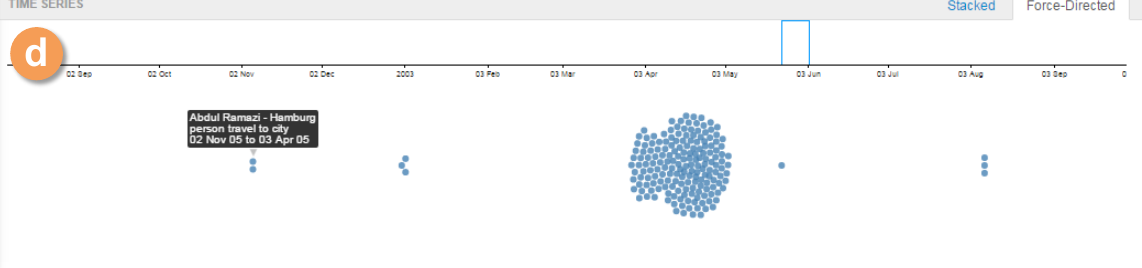 TIME SERIES
Stacked
Force-Directed
d
02 Sep
02 Oct
02 Nov
02 Dec
2003
03 Feb
03 Mar
03 Apr
03 May
03 Jun
03 Jul
03 Aug
03 Sep
Abdul Ramazi - Hamburg
person travel to city
02 Nov 05 to 03 Apr 05